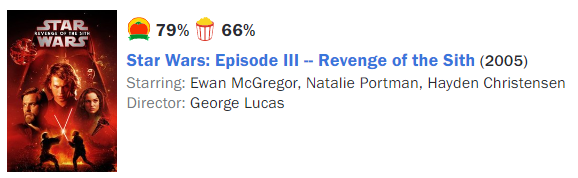 STAR
REVENGE OF THE SITH
WARS
79% 66%
Star Wars: Episode III -- Revenge of the Sith (2005)
Starring: Ewan McGregor, Natalie Portman, Hayden Christensen
Director: George Lucas